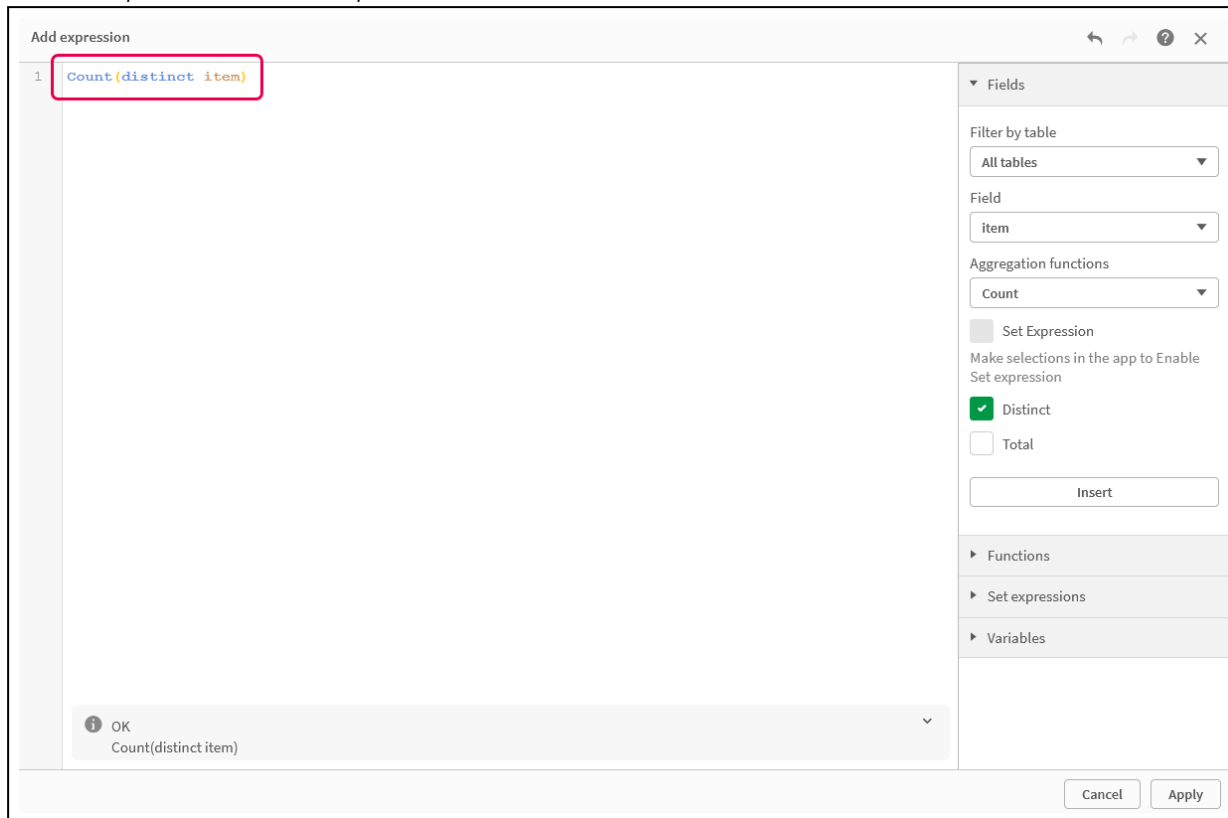 Add expression
1 Count(distinct item)
Fields
Filter by table
All tables
Field
item
Aggregation functions
Count
Set Expression
Make selections in the app to Enable
Set expression
Distinct
Total
Insert
Functions
Set expressions
Variables
OK
Count(distinct item)
Cancel Apply